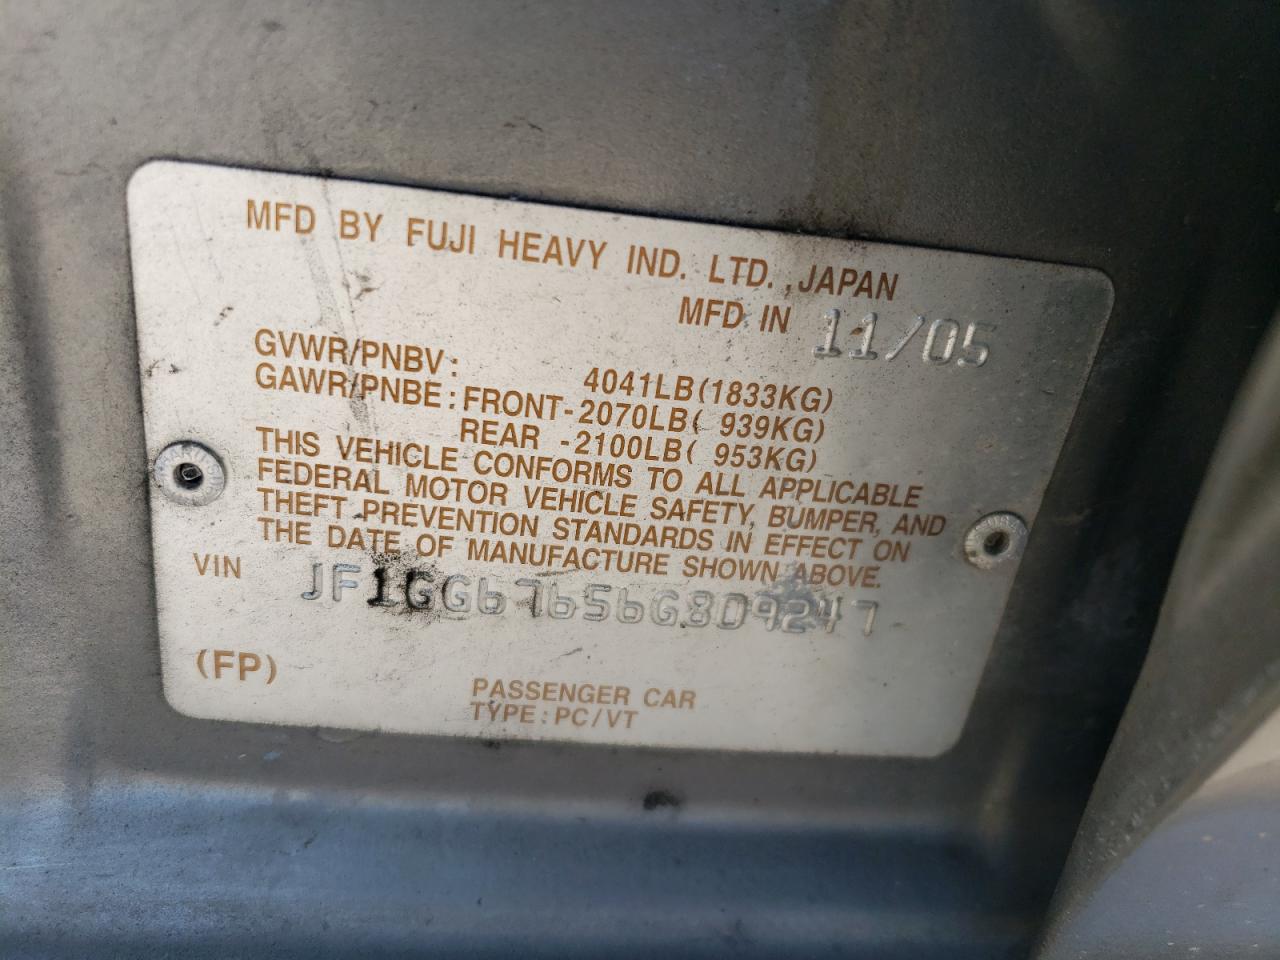 MFD BY FUJI HEAVY IND. LTD., JAPAN
MFD IN 11/05
GVWR/PNBV: 4041LB(1833KG)
GAWR/PNBE: FRONT-2070LB( 939KG)
REAR -2100LB( 953KG)
THIS VEHICLE CONFORMS TO ALL APPLICABLE
FEDERAL MOTOR VEHICLE SAFETY, BUMPER, AND
THEFT PREVENTION STANDARDS IN EFFECT ON
THE DATE OF MANUFACTURE SHOWN ABOVE.
VIN JF1GG67656G809247
(FP)
PASSENGER CAR
TYPE: PC/VT